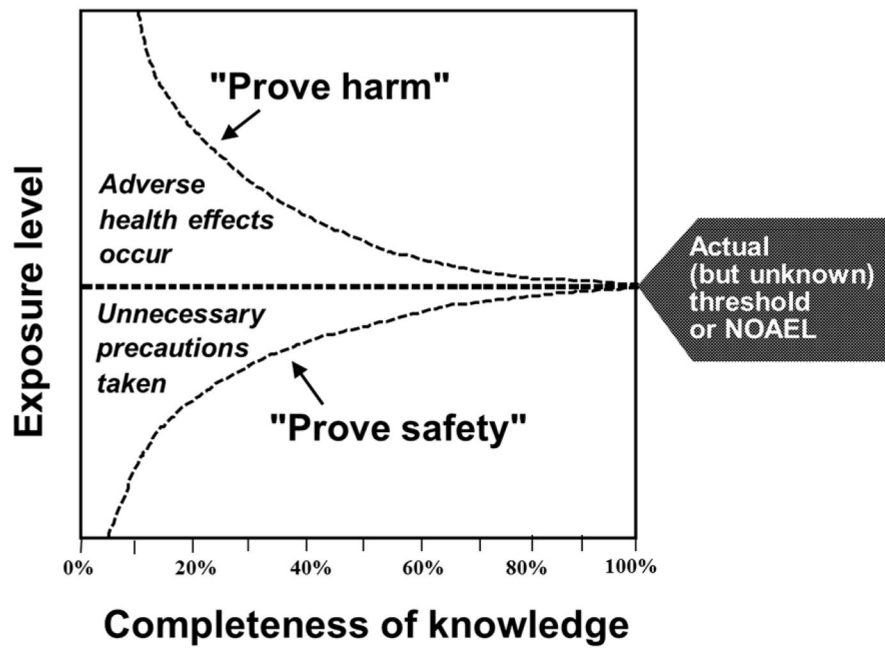 "Prove harm"
Adverse
health effects
occur
Exposure level
Actual
(but unknown)
threshold
or NOAEL
Unnecessary
precautions
taken
"Prove safety"
0%
20%
40%
60%
80%
100%
Completeness of knowledge